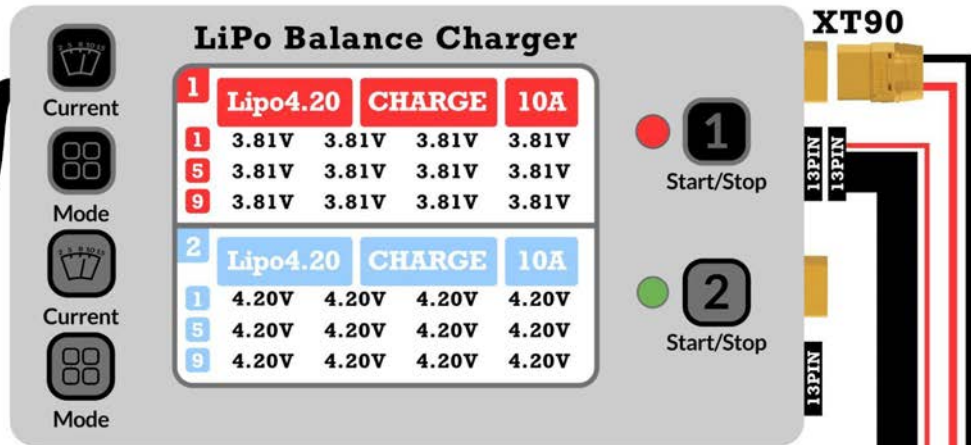 LiPo Balance Charger
XT90
Current
Mode
Current
Mode
1 Lipo4.20 CHARGE 10A
1 3.81V 3.81V 3.81V 3.81V
5 3.81V 3.81V 3.81V 3.81V
9 3.81V 3.81V 3.81V 3.81V
2 Lipo4.20 CHARGE 10A
1 4.20V 4.20V 4.20V 4.20V
5 4.20V 4.20V 4.20V 4.20V
9 4.20V 4.20V 4.20V 4.20V
1
Start/Stop
2
Start/Stop
13PIN 13PIN
13PIN